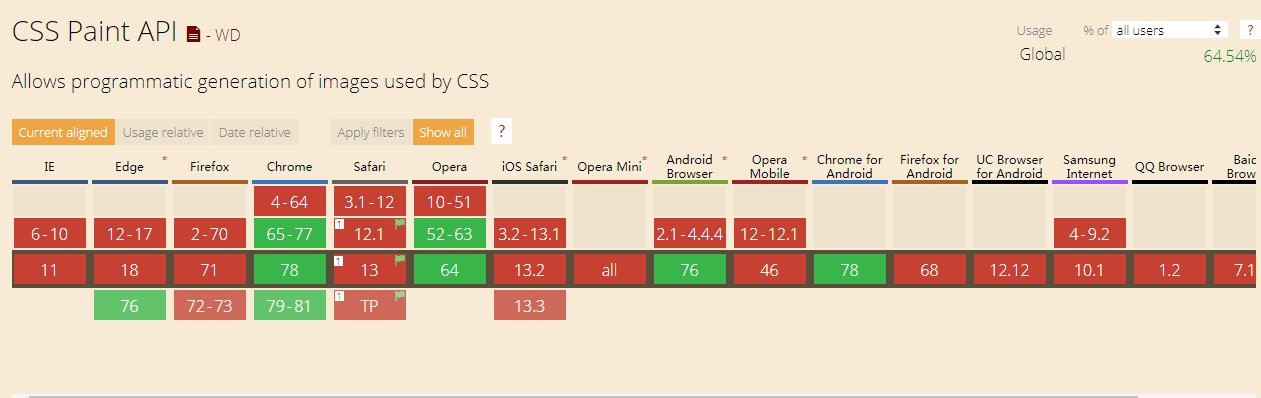 CSS Paint API - WD
Usage % of all users ?
Global 64.54%
Allows programmatic generation of images used by CSS
Current aligned Usage relative Date relative Apply filters Show all ?
IE Edge * Firefox Chrome Safari Opera iOS Safari * Opera Mini * Android Browser * Opera Mobile * Chrome for Android Firefox for Android UC Browser for Android Samsung Internet QQ Browser Baid Brow
4-64 3.1-12 10-51
6-10 12-17 2-70 65-77 1 12.1 52-63 3.2-13.1 2.1-4.4.4 12-12.1 4-9.2
11 18 71 78 1 13 64 13.2 all 76 46 78 68 12.12 10.1 1.2 7.1
76 72-73 79-81 1 TP 13.3